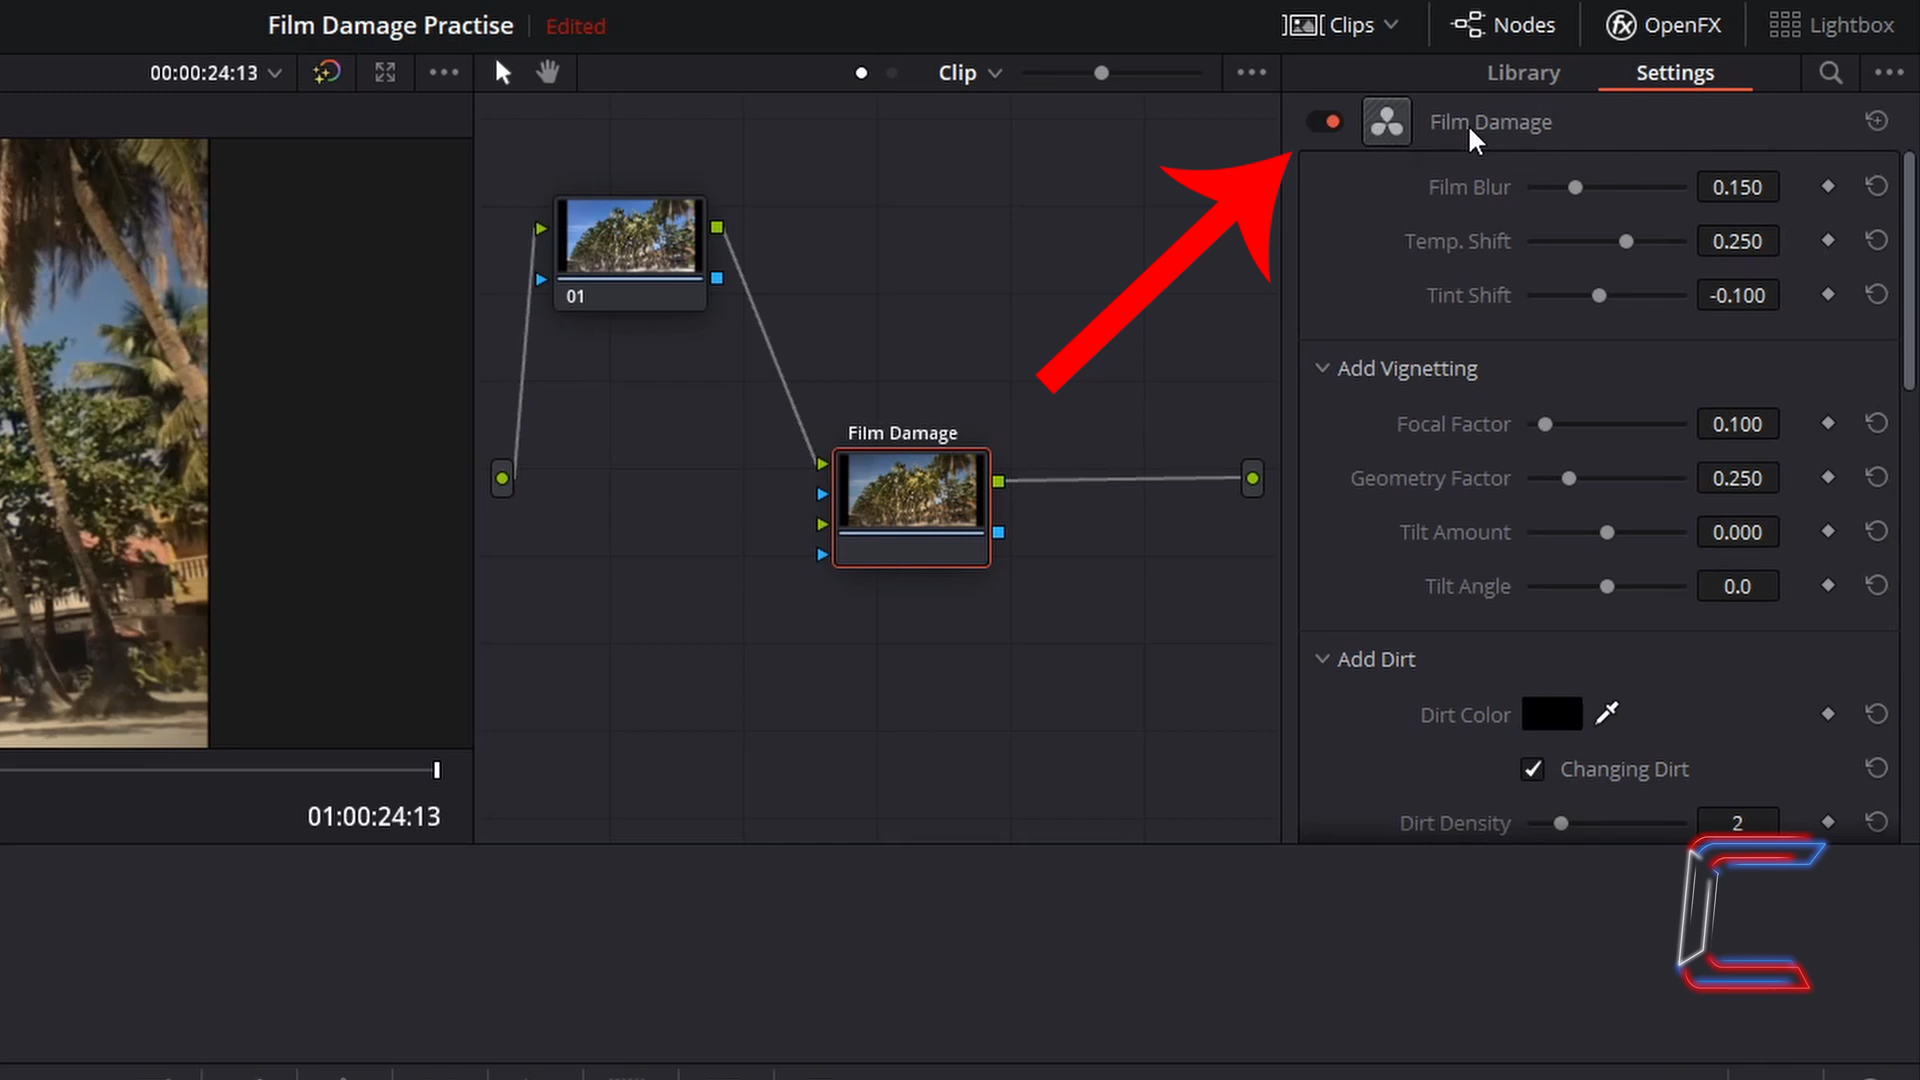 Film Damage Practise Edited
Clips Nodes OpenFX Lightbox
00:00:24:13 Clip Library Settings
Film Damage
Film Blur 0.150
Temp. Shift 0.250
Tint Shift -0.100
01
Add Vignetting
Focal Factor 0.100
Film Damage
Geometry Factor 0.250
Tilt Amount 0.000
Tilt Angle 0.0
Add Dirt
Dirt Color
Changing Dirt
01:00:24:13
Dirt Density 2